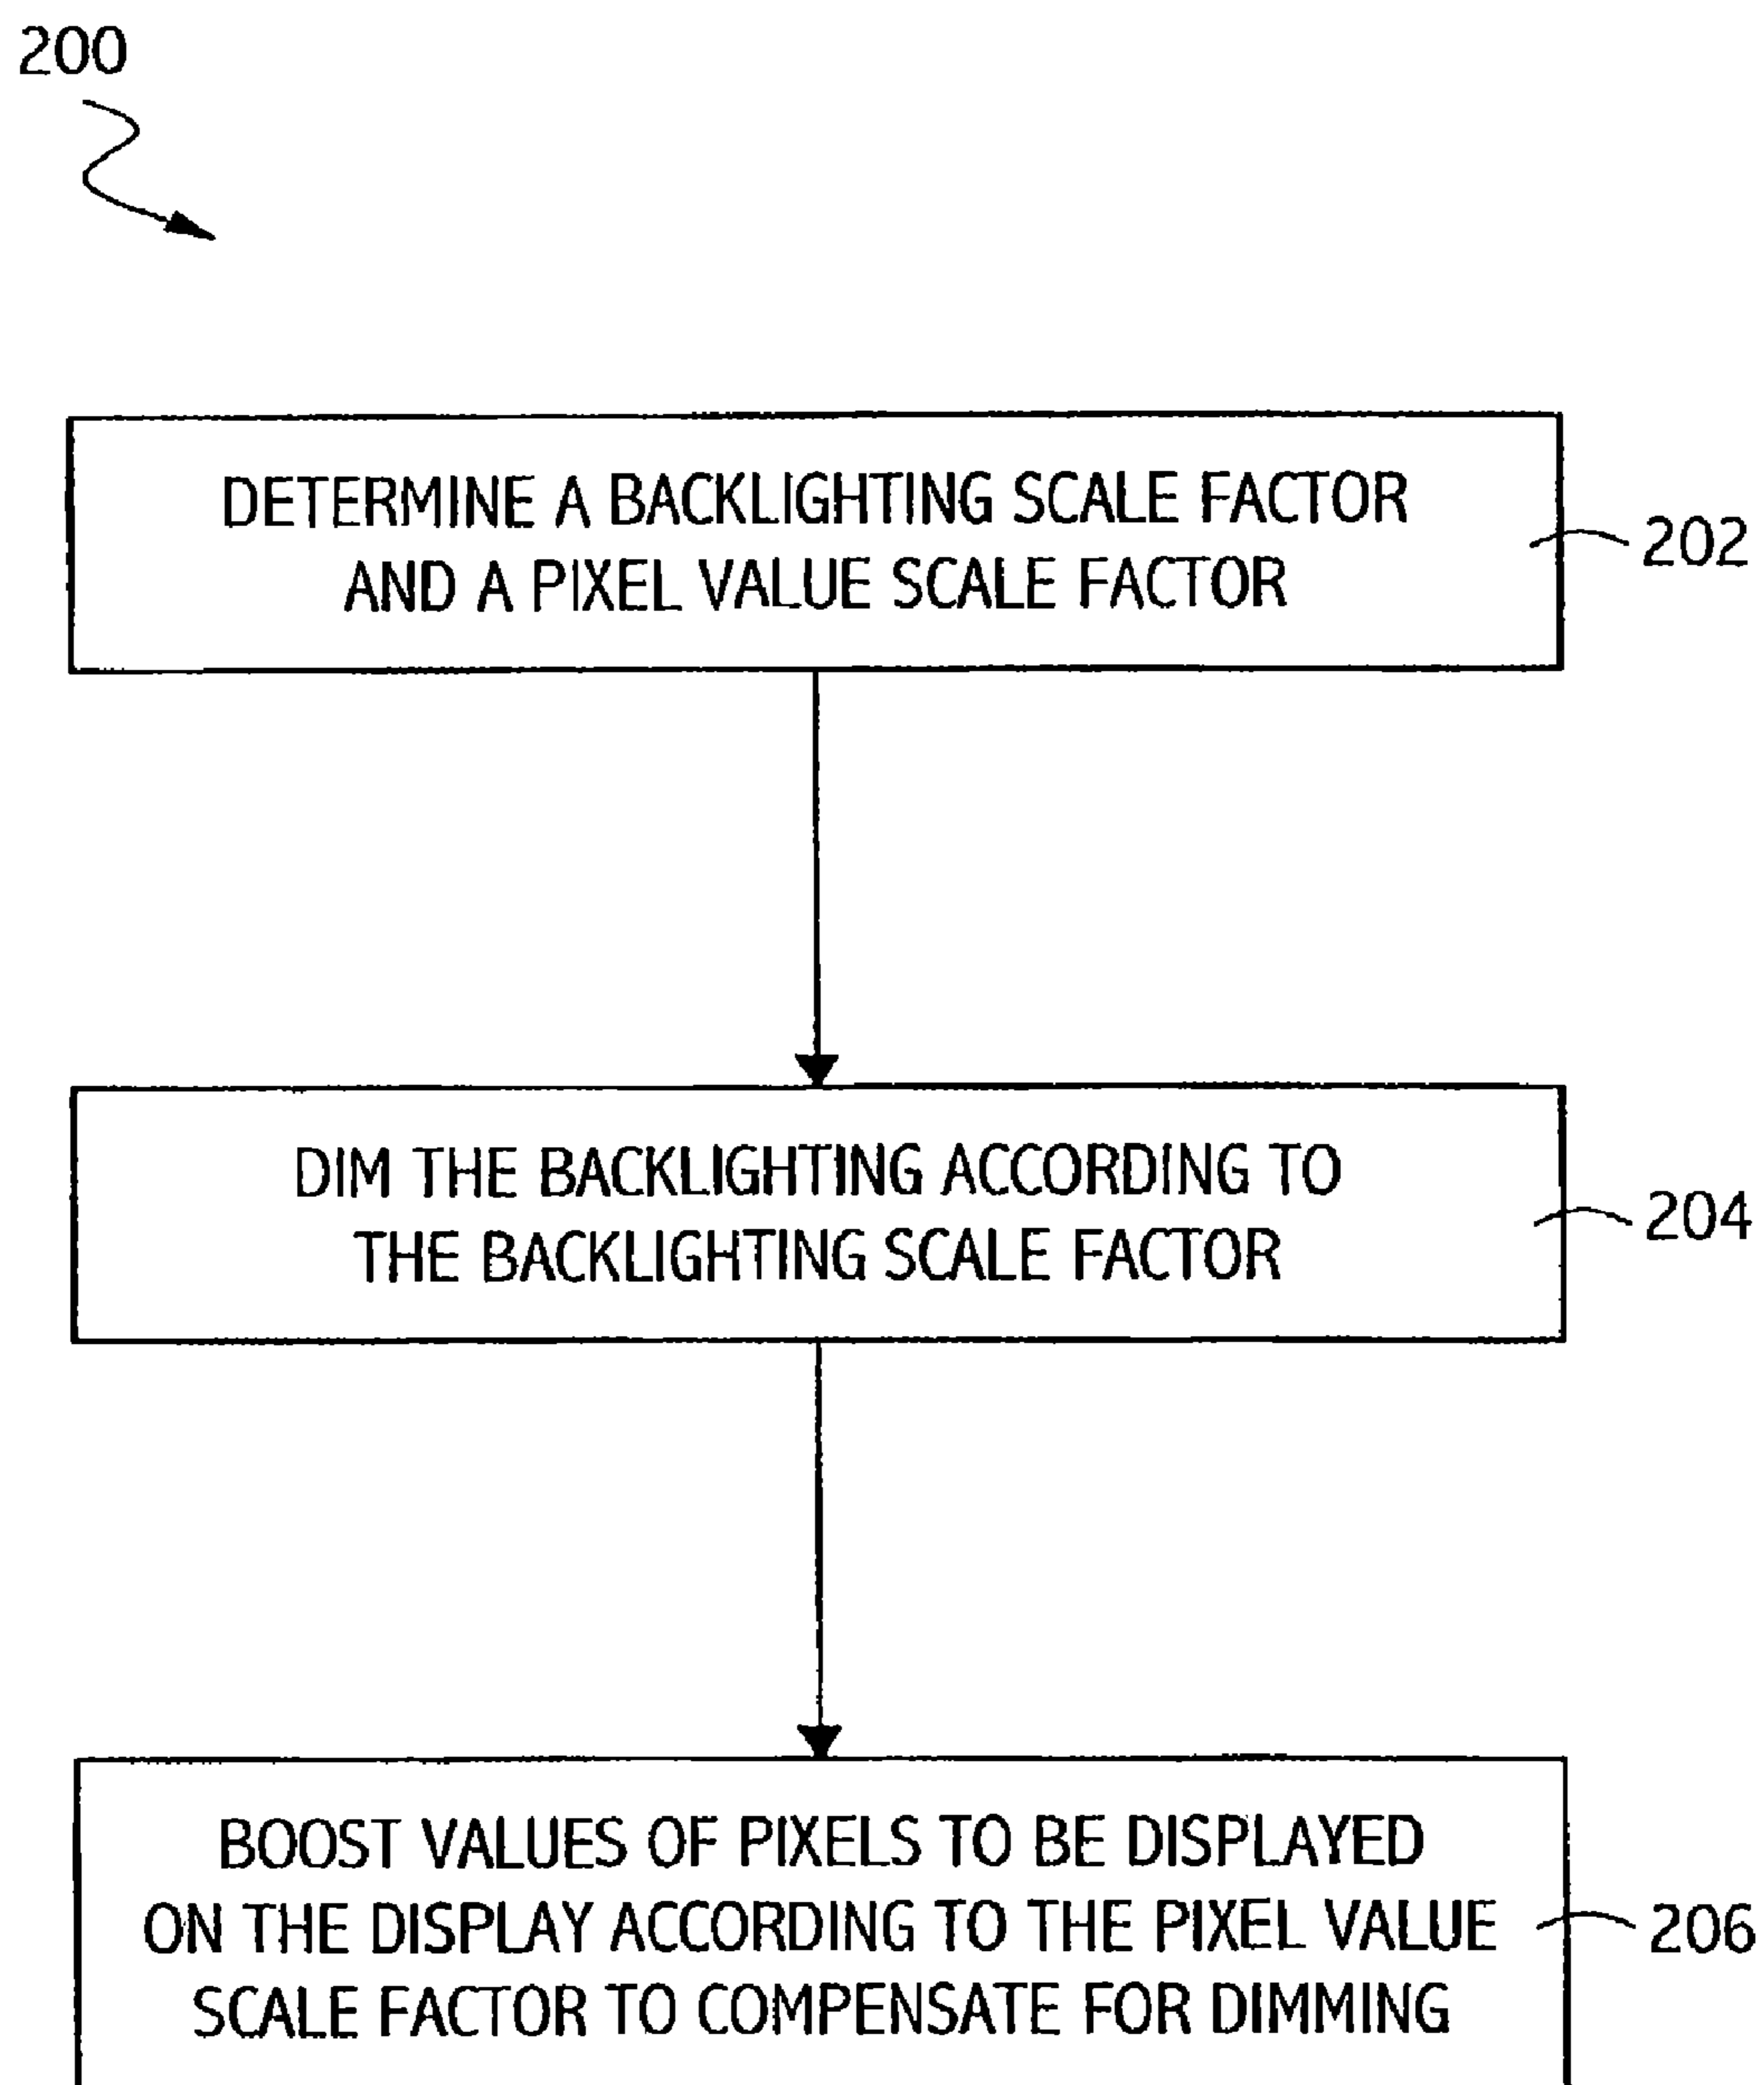 200
DETERMINE A BACKLIGHTING SCALE FACTOR
AND A PIXEL VALUE SCALE FACTOR
202
DIM THE BACKLIGHTING ACCORDING TO
THE BACKLIGHTING SCALE FACTOR
204
BOOST VALUES OF PIXELS TO BE DISPLAYED
ON THE DISPLAY ACCORDING TO THE PIXEL VALUE
SCALE FACTOR TO COMPENSATE FOR DIMMING
206